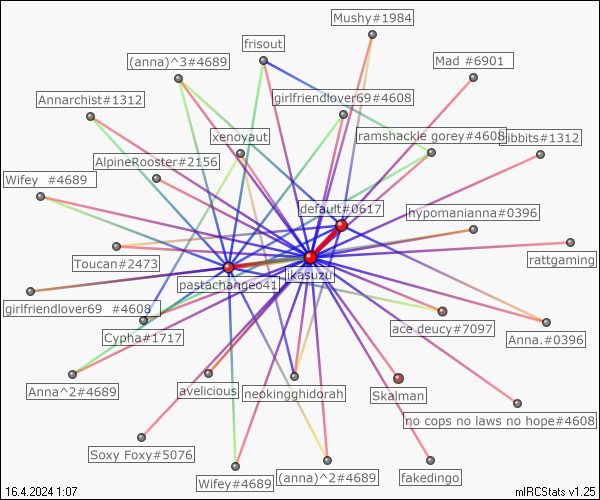 Mushy#1984
frisout
(anna)^3#4689
Mad #6901
Annarchist#1312
girlfriendlover69#4608
xenoyaut
ramshackle gorey#4608
jibbits#1312
AlpineRooster#2156
Wifey #4689
default#0617
hypomanianna#0396
Toucan#2473
rattgaming
likasuzu
pastachangeo41
girlfriendlover69 #4608
Cypha#1717
ace deucy#7097
Anna.#0396
Anna^2#4689
avelicious
neokingghidorah
Skalman
no cops no laws no hope#4608
Soxy Foxy#5076
Wifey#4689
(anna)^2#4689
fakedingo
16.4.2024 1:07
mIRCStats v1.25